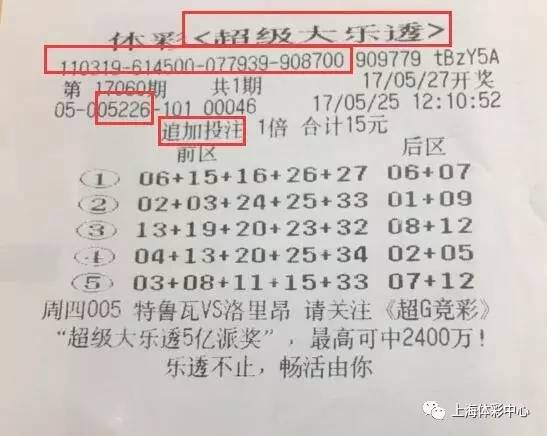 体彩<超级大乐透>
110319-614500-077939-908700 909779 tBzY5A
第 17060期 共1期 17/05/27开奖
05-005226-101 00046 17/05/25 12:10:52
追加投注 1倍 合计15元
前区 后区
① 06+15+16+26+27 06+07
② 02+03+24+25+33 01+09
③ 13+19+20+23+32 08+12
④ 04+13+20+25+34 02+05
⑤ 03+08+11+15+33 07+12
周四005 特鲁瓦VS洛里昂 请关注《超G竞彩》
“超级大乐透5亿派奖”，最高可中2400万!
乐透不止，畅活由你
上海体彩中心